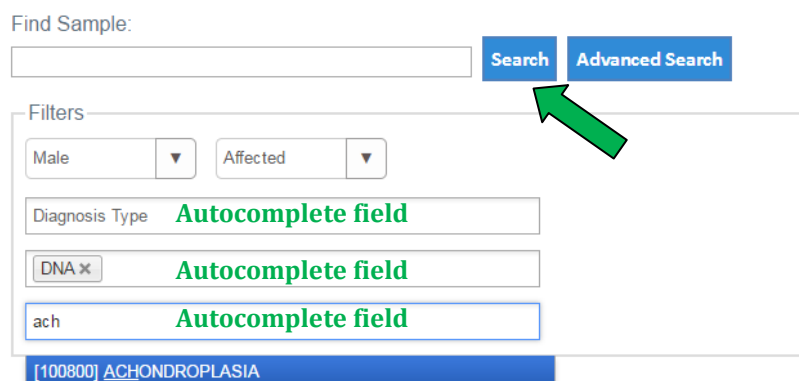 Find Sample:
Search Advanced Search
Filters
Male ▼ Affected ▼
Diagnosis Type Autocomplete field
DNA × Autocomplete field
ach Autocomplete field
[100800] ACHONDROPLASIA